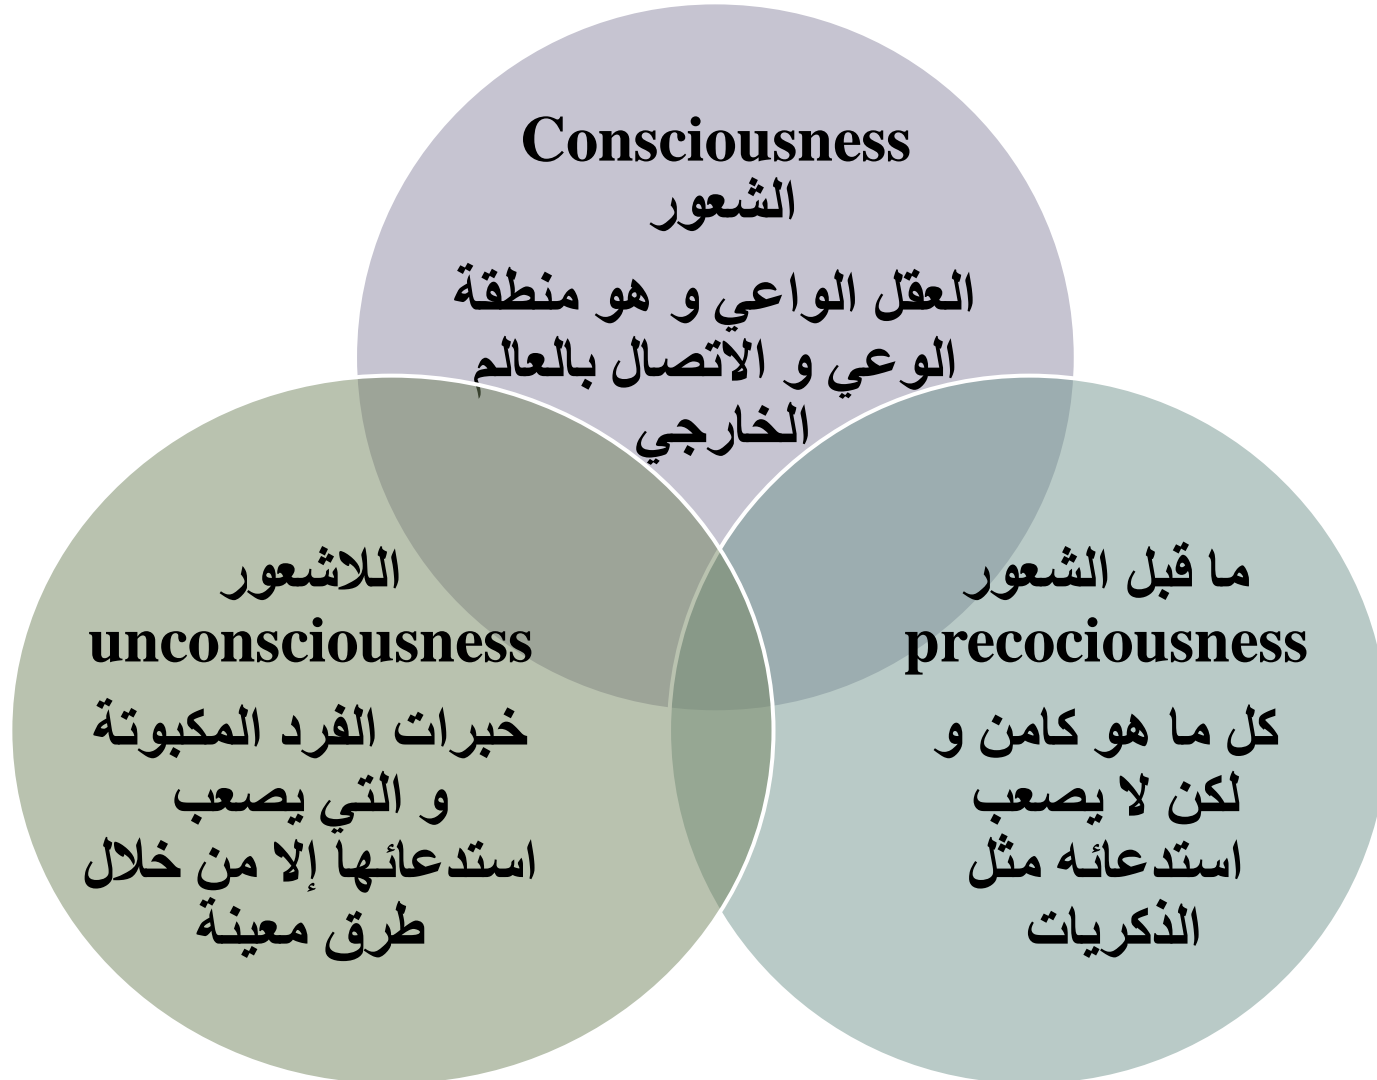 Consciousness
الشعور
العقل الواعي و هو منطقة
الوعي و الاتصال بالعالم
الخارجي
ما قبل الشعور
precociousness
كل ما هو كامن و
لكن لا يصعب
استدعائه مثل
الذكريات
اللاشعور
unconsciousness
خبرات الفرد المكبوتة
و التي يصعب
استدعائها إلا من خلال
طرق معينة